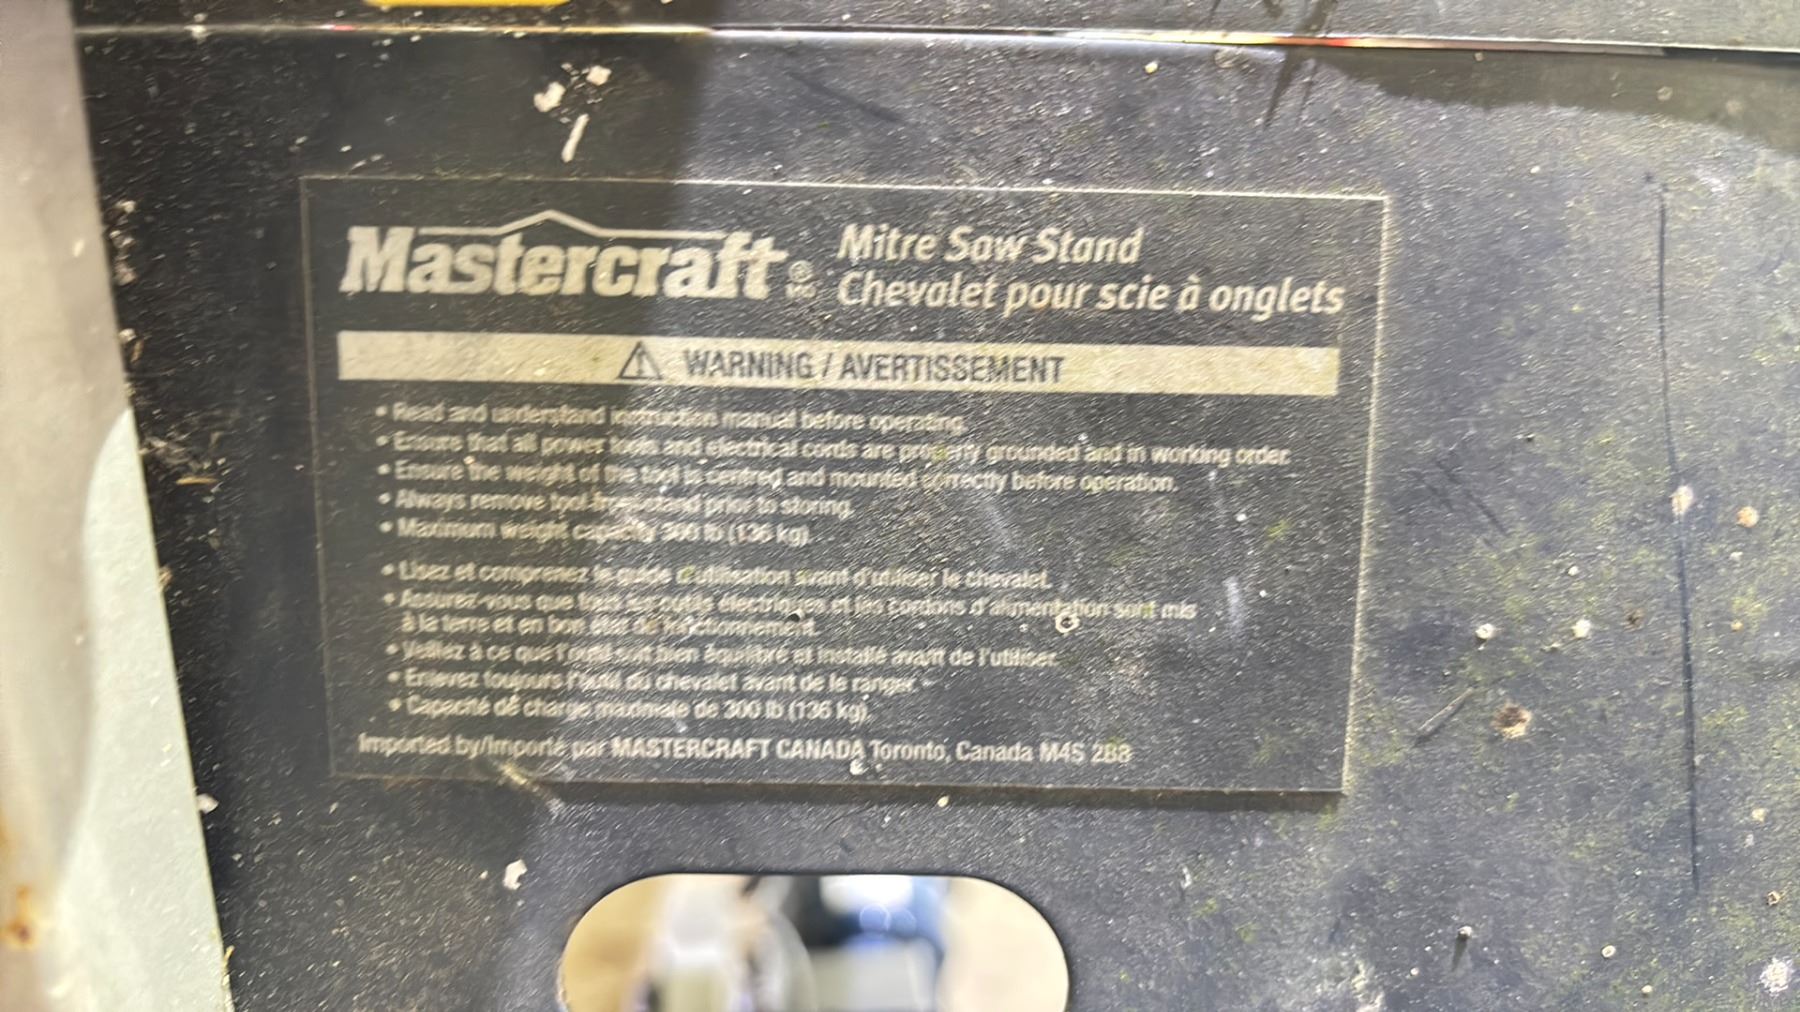 Mastercraft® Mitre Saw Stand
Chevalet pour scie à onglets
WARNING / AVERTISSEMENT
• Read and understand instruction manual before operating.
• Ensure that all power tools and electrical cords are properly grounded and in working order.
• Ensure the weight of the tool is centred and mounted correctly before operation.
• Always remove tool from stand prior to storing.
• Maximum weight capacity 300 lb (136 kg).
• Lisez et comprenez le guide d'utilisation avant d'utiliser le chevalet.
• Assurez-vous que tous les outils électriques et les cordons d'alimentation sont mis
à la terre et en bon état de fonctionnement.
• Veillez à ce que l'outil soit bien équilibré et installé avant de l'utiliser.
• Enlevez toujours l'outil du chevalet avant de le ranger.
• Capacité de charge maximale de 300 lb (136 kg).
Imported by/Importé par MASTERCRAFT CANADA Toronto, Canada M4S 2B8